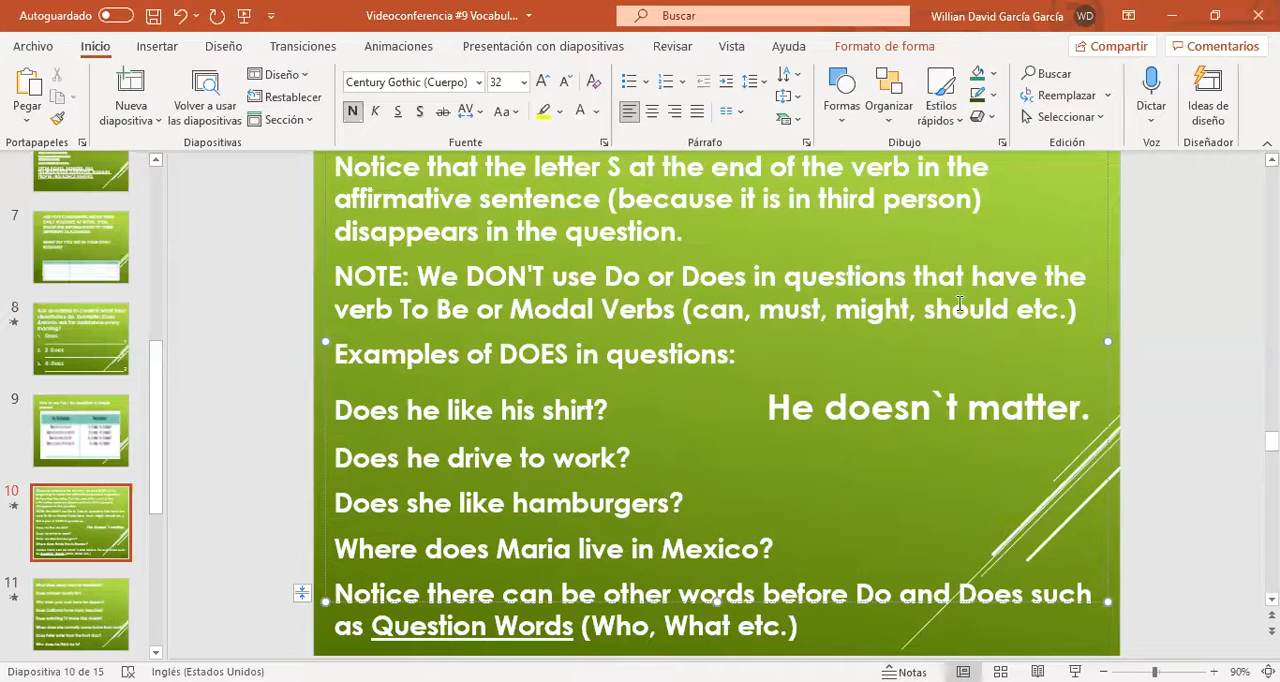 Autoguardado
Videoconferencia #9 Vocabul...
Buscar
Willian David García García
WD
Archivo Inicio Insertar Diseño Transiciones Animaciones Presentación con diapositivas Revisar Vista Ayuda Formato de forma
Compartir
Comentarios
Pegar
Nueva diapositiva
Volver a usar las diapositivas
Diseño
Restablecer
Sección
Century Gothic (Cuerpo) 32
N K S S ab AV Aa A
Formas
Organizar
Estilos rápidos
Buscar
Reemplazar
Seleccionar
Dictar
Ideas de diseño
Portapapeles Diapositivas Fuente Párrafo Dibujo Edición Voz Diseñador
7
8
9
10
11
Notice that the letter S at the end of the verb in the
affirmative sentence (because it is in third person)
disappears in the question.
NOTE: We DON'T use Do or Does in questions that have the
verb To Be or Modal Verbs (can, must, might, should etc.)
Examples of DOES in questions:
Does he like his shirt? He doesn`t matter.
Does he drive to work?
Does she like hamburgers?
Where does Maria live in Mexico?
Notice there can be other words before Do and Does such
as Question Words (Who, What etc.)
Diapositiva 10 de 15
Inglés (Estados Unidos)
Notas
90%